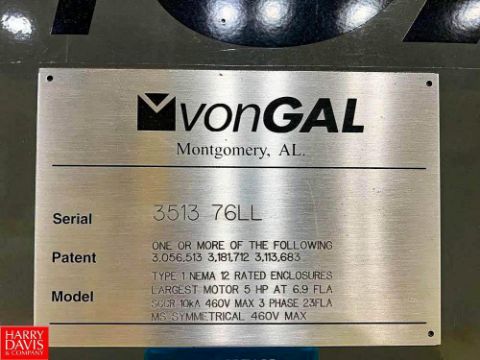 vonGAL
Montgomery, AL.
Serial 3513 76LL
Patent ONE OR MORE OF THE FOLLOWING
3,056,513 3,181,712 3,113,683
Model TYPE 1 NEMA 12 RATED ENCLOSURES
LARGEST MOTOR 5 HP AT 6.9 FLA
SCCR 10kA 460V MAX 3 PHASE 23FLA
MS SYMMETRICAL 460V MAX
HARRY
DAVIS
& COMPANY